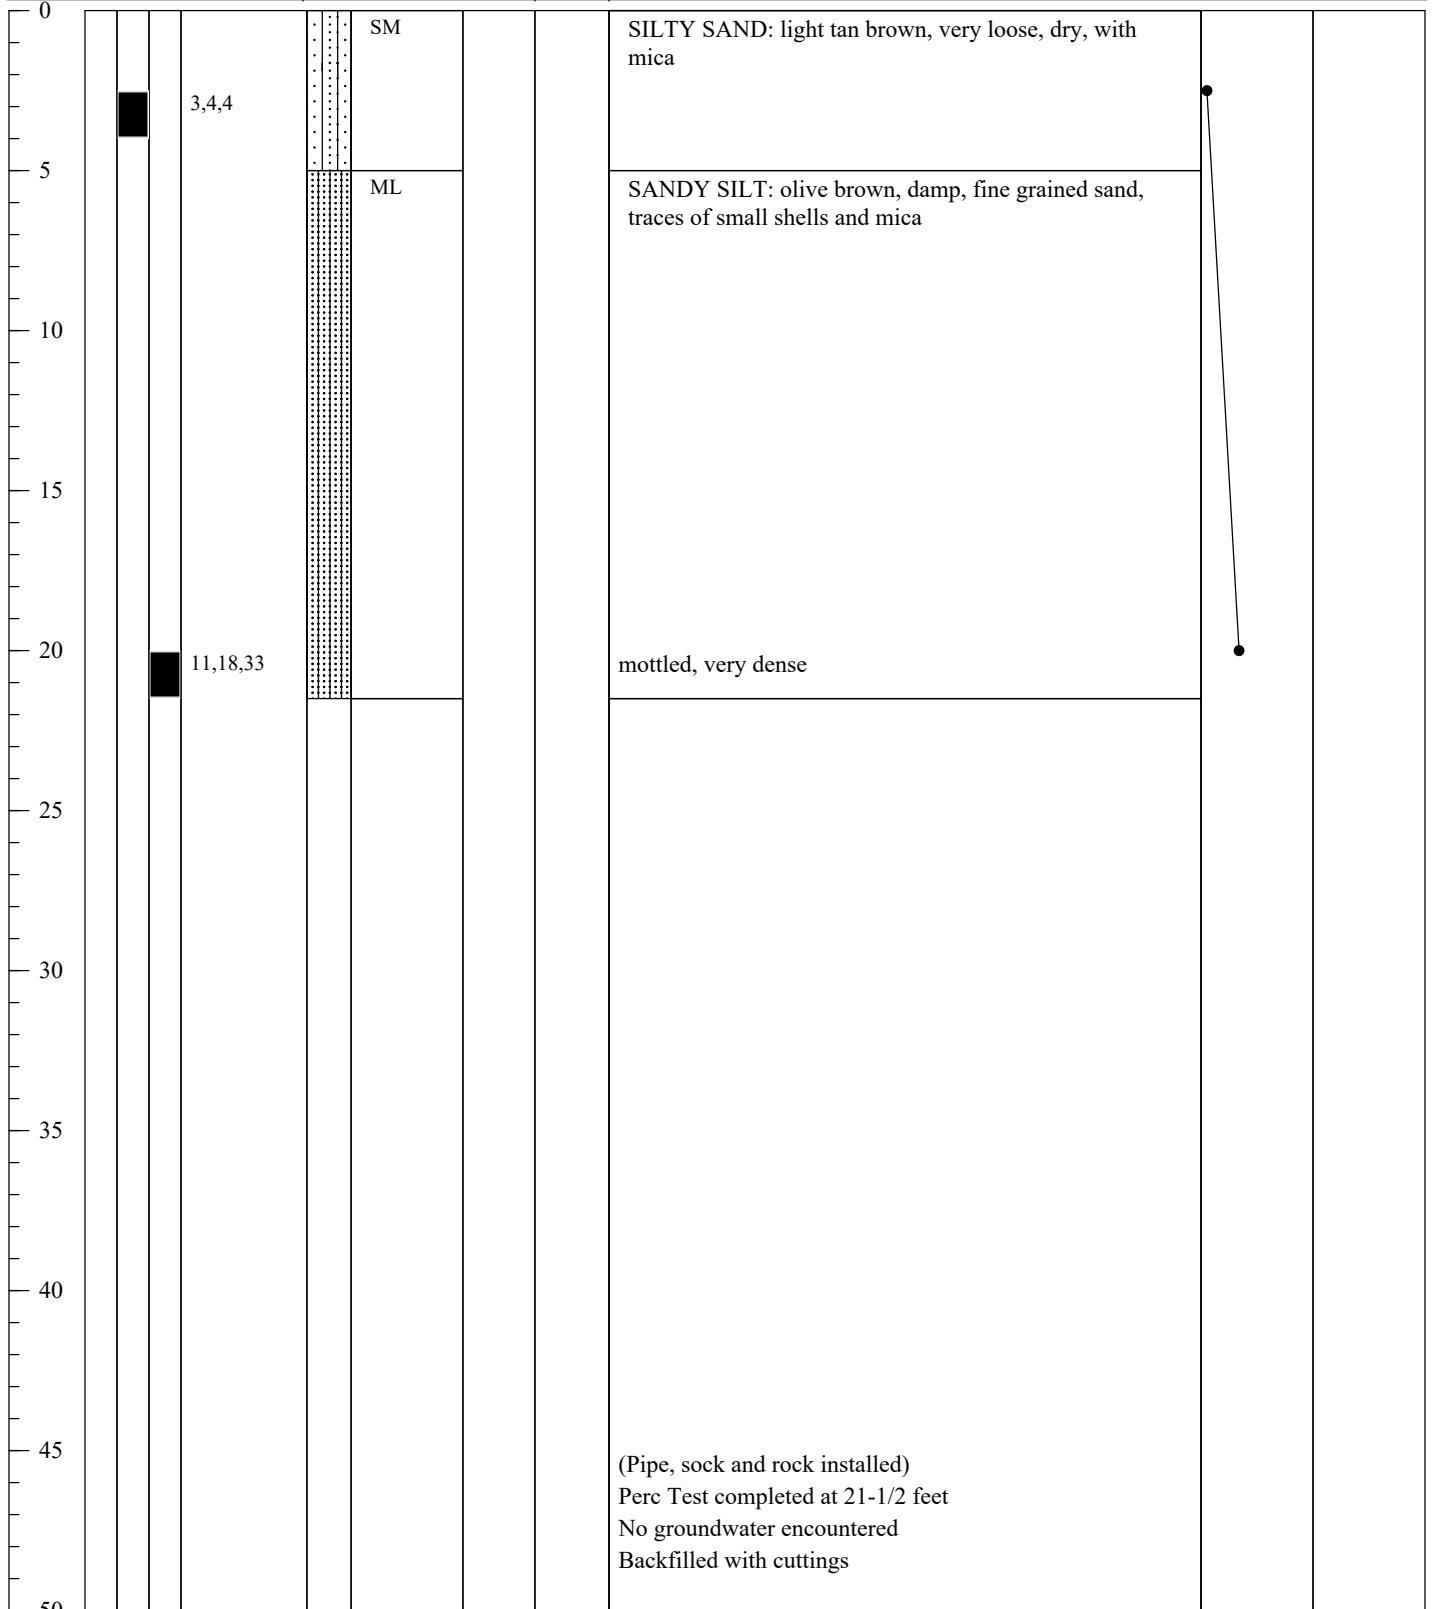 0
SM
SILTY SAND: light tan brown, very loose, dry, with
mica
3,4,4
5
ML
SANDY SILT: olive brown, damp, fine grained sand,
traces of small shells and mica
10
15
20
11,18,33
mottled, very dense
25
30
35
40
45
(Pipe, sock and rock installed)
Perc Test completed at 21-1/2 feet
No groundwater encountered
Backfilled with cuttings
50